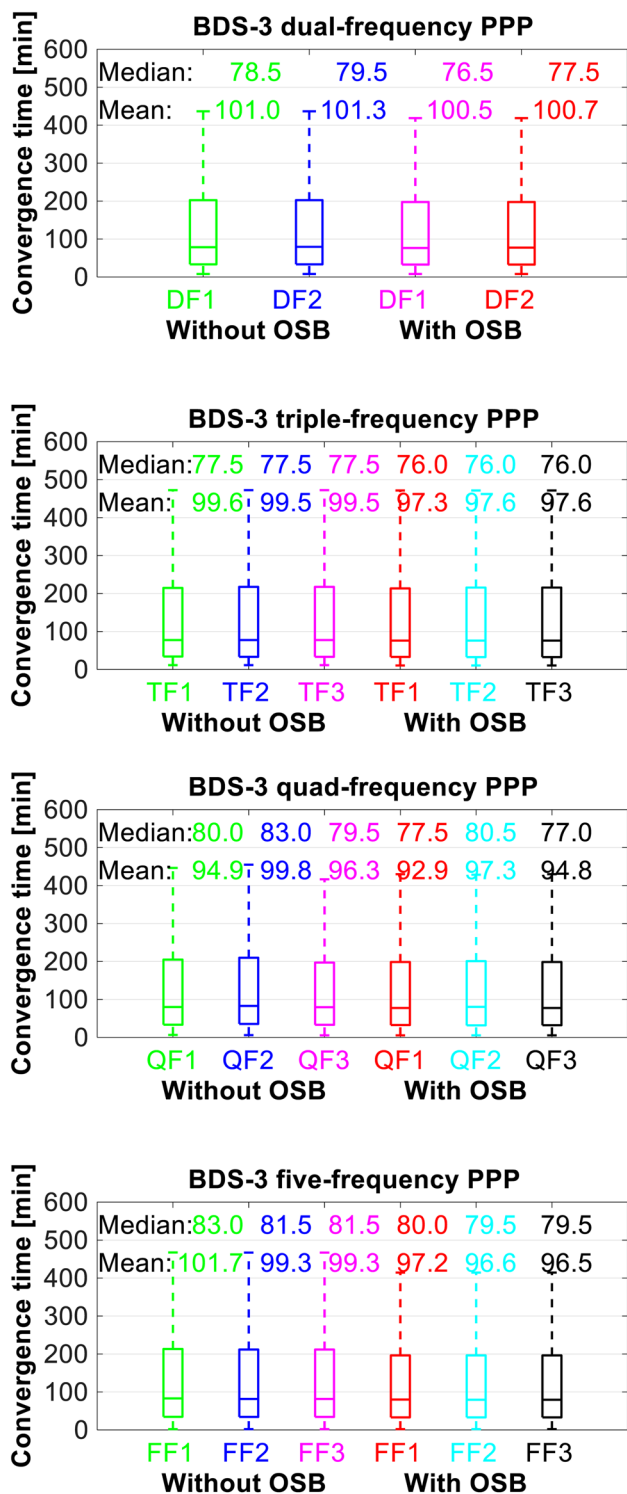 BDS-3 dual-frequency PPP
Convergence time [min]
600
500
400
300
200
100
0
Median: 78.5 79.5 76.5 77.5
Mean: 101.0 101.3 100.5 100.7
DF1 DF2 DF1 DF2
Without OSB With OSB
BDS-3 triple-frequency PPP
Convergence time [min]
600
500
400
300
200
100
0
Median: 77.5 77.5 77.5 76.0 76.0 76.0
Mean: 99.6 99.5 99.5 97.3 97.6 97.6
TF1 TF2 TF3 TF1 TF2 TF3
Without OSB With OSB
BDS-3 quad-frequency PPP
Convergence time [min]
600
500
400
300
200
100
0
Median: 80.0 83.0 79.5 77.5 80.5 77.0
Mean: 94.9 99.8 96.3 92.9 97.3 94.8
QF1 QF2 QF3 QF1 QF2 QF3
Without OSB With OSB
BDS-3 five-frequency PPP
Convergence time [min]
600
500
400
300
200
100
0
Median: 83.0 81.5 81.5 80.0 79.5 79.5
Mean: 101.7 99.3 99.3 97.2 96.6 96.5
FF1 FF2 FF3 FF1 FF2 FF3
Without OSB With OSB